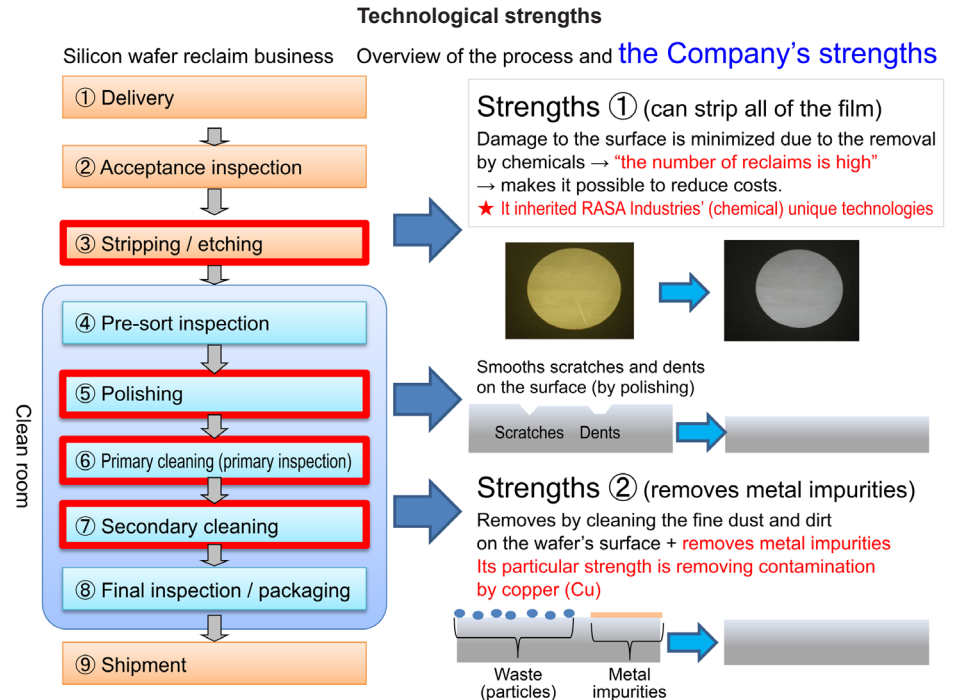 Technological strengths
Silicon wafer reclaim business
Overview of the process and the Company's strengths
① Delivery
② Acceptance inspection
③ Stripping / etching
④ Pre-sort inspection
⑤ Polishing
⑥ Primary cleaning (primary inspection)
⑦ Secondary cleaning
⑧ Final inspection / packaging
⑨ Shipment
Clean room
Strengths ① (can strip all of the film)
Damage to the surface is minimized due to the removal
by chemicals → “the number of reclaims is high”
→ makes it possible to reduce costs.
★ It inherited RASA Industries’ (chemical) unique technologies
Smooths scratches and dents
on the surface (by polishing)
Scratches Dents
Strengths ② (removes metal impurities)
Removes by cleaning the fine dust and dirt
on the wafer’s surface + removes metal impurities
Its particular strength is removing contamination
by copper (Cu)
Waste
(particles)
Metal
impurities